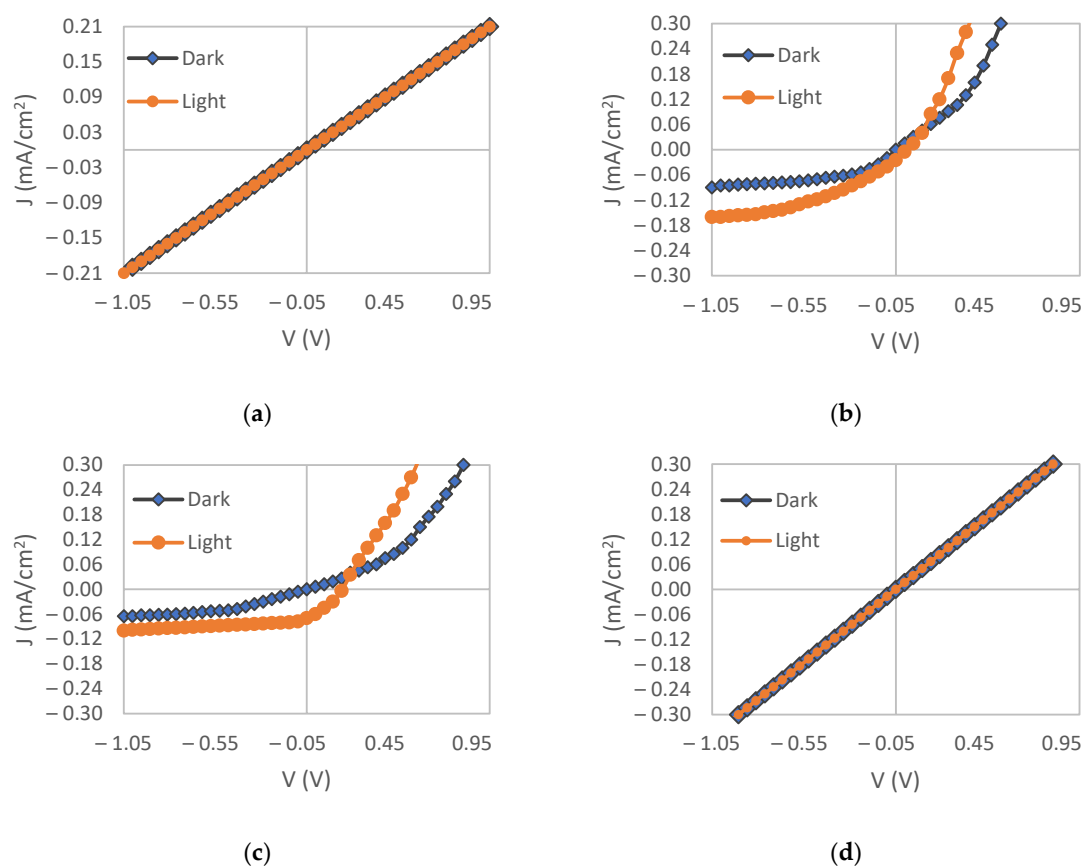 0.21
0.15
0.09
0.03
– 0.03
– 0.09
– 0.15
– 0.21
J (mA/cm²)
Dark
Light
– 1.05 – 0.55 – 0.05 0.45 0.95
V (V)
(a)
0.30
0.24
0.18
0.12
0.06
0.00
– 0.06
– 0.12
– 0.18
– 0.24
– 0.30
J (mA/cm²)
Dark
Light
– 1.05 – 0.55 – 0.05 0.45 0.95
V (V)
(b)
0.30
0.24
0.18
0.12
0.06
0.00
– 0.06
– 0.12
– 0.18
– 0.24
– 0.30
J (mA/cm²)
Dark
Light
– 1.05 – 0.55 – 0.05 0.45 0.95
V (V)
(c)
0.30
0.24
0.18
0.12
0.06
0.00
– 0.06
– 0.12
– 0.18
– 0.24
– 0.30
J (mA/cm²)
Dark
Light
– 1.05 – 0.55 – 0.05 0.45 0.95
V (V)
(d)